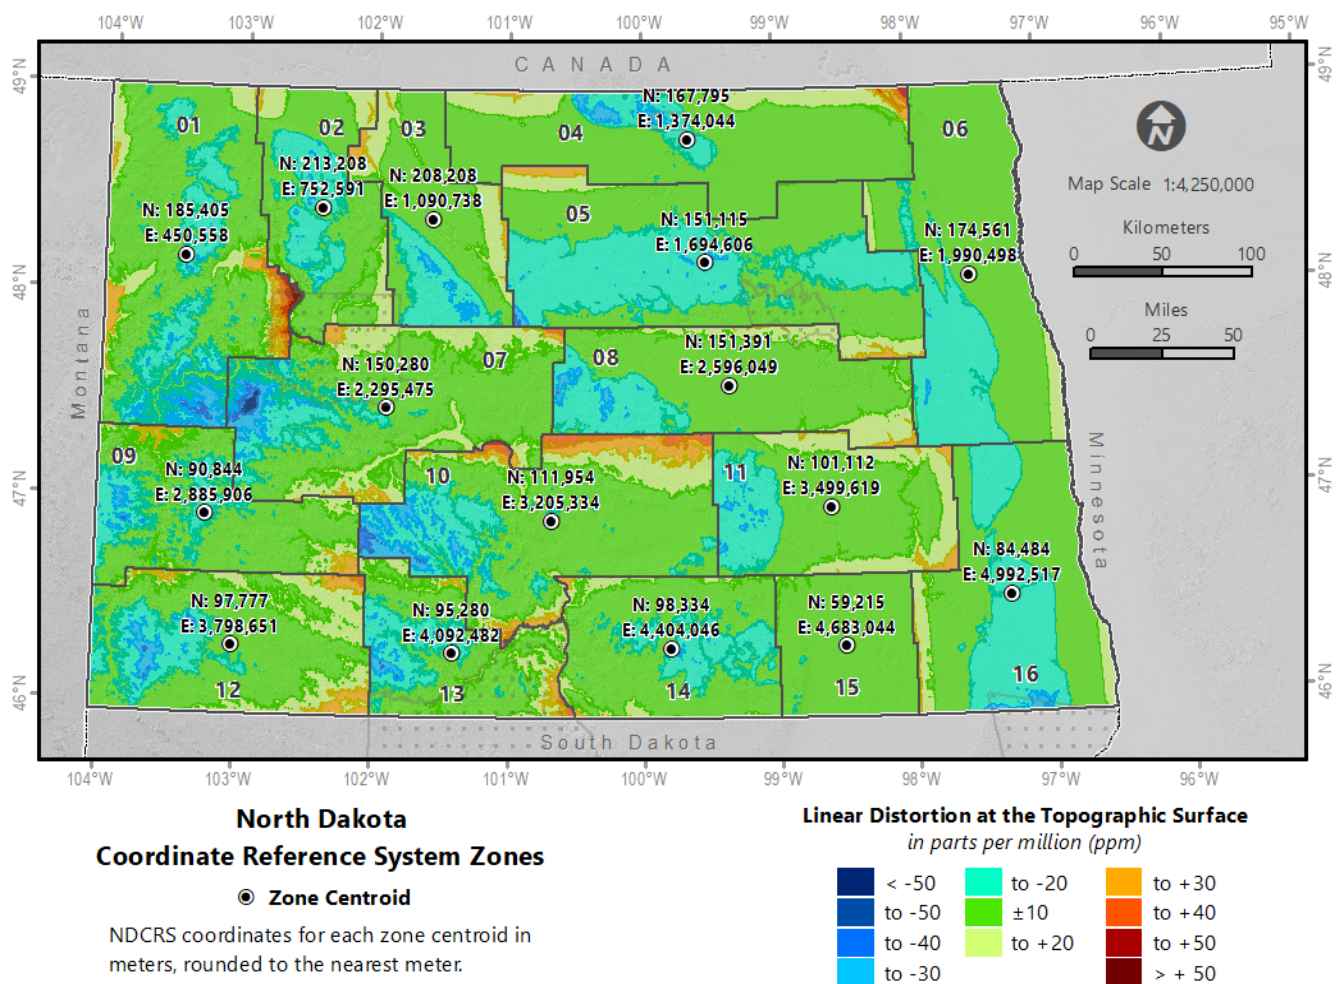 104°W 103°W 102°W 101°W 100°W 99°W 98°W 97°W 96°W 95°W
49°N
49°N
CANADA
01
02
03
04
06
N: 167,795
E: 1,374,044
N: 213,208
E: 752,591
N: 208,208
E: 1,090,738
Map Scale 1:4,250,000
Kilometers
0 50 100
Miles
0 25 50
N: 185,405
E: 450,558
05
N: 151,115
E: 1,694,606
N: 174,561
E: 1,990,498
48°N
48°N
Montana
N: 150,280
E: 2,295,475
07
08
N: 151,391
E: 2,596,049
09
N: 90,844
E: 2,885,906
10
N: 111,954
E: 3,205,334
11
N: 101,112
E: 3,499,619
47°N
47°N
Minnesota
N: 84,484
E: 4,992,517
N: 97,777
E: 3,798,651
12
N: 95,280
E: 4,092,482
13
N: 98,334
E: 4,404,046
14
N: 59,215
E: 4,683,044
15
16
46°N
46°N
South Dakota
104°W 103°W 102°W 101°W 100°W 99°W 98°W 97°W 96°W
North Dakota
Coordinate Reference System Zones
Zone Centroid
NDCRS coordinates for each zone centroid in
meters, rounded to the nearest meter.
Linear Distortion at the Topographic Surface
in parts per million (ppm)
< -50
to -50
to -40
to -30
to -20
±10
to +20
to +30
to +40
to +50
> + 50
N